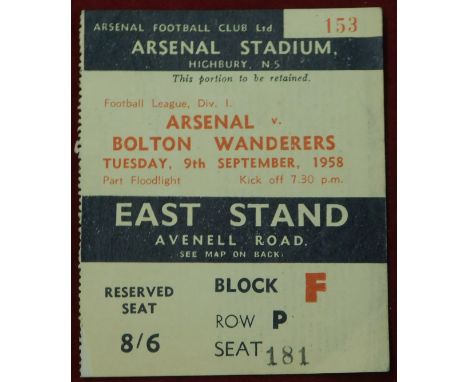 ARSENAL FOOTBALL CLUB Ltd. 153
ARSENAL STADIUM,
HIGHBURY, N.5
This portion to be retained.
Football League, Div. I.
ARSENAL v.
BOLTON WANDERERS
TUESDAY, 9th SEPTEMBER, 1958
Part Floodlight Kick off 7.30 p.m.
EAST STAND
AVENELL ROAD.
(SEE MAP ON BACK)
RESERVED SEAT
8/6
BLOCK F
ROW P
SEAT 181